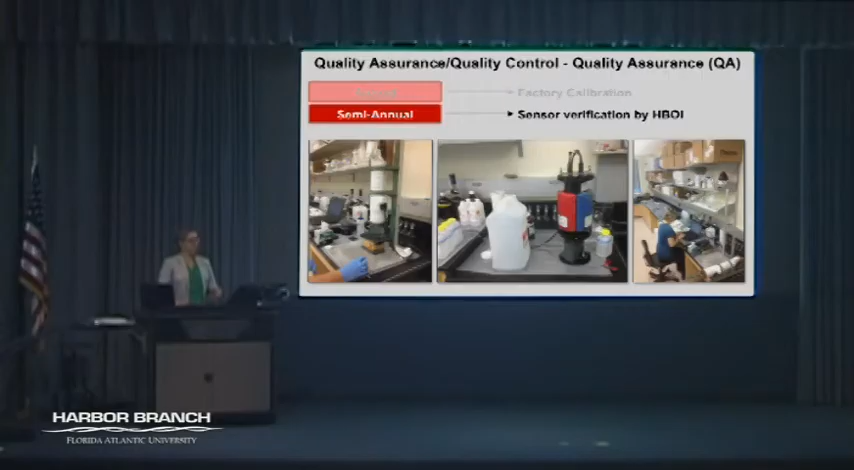 Quality Assurance/Quality Control - Quality Assurance (QA)
Factory Calibration
Semi-Annual
Sensor verification by HBOI
HARBOR BRANCH
FLORIDA ATLANTIC UNIVERSITY